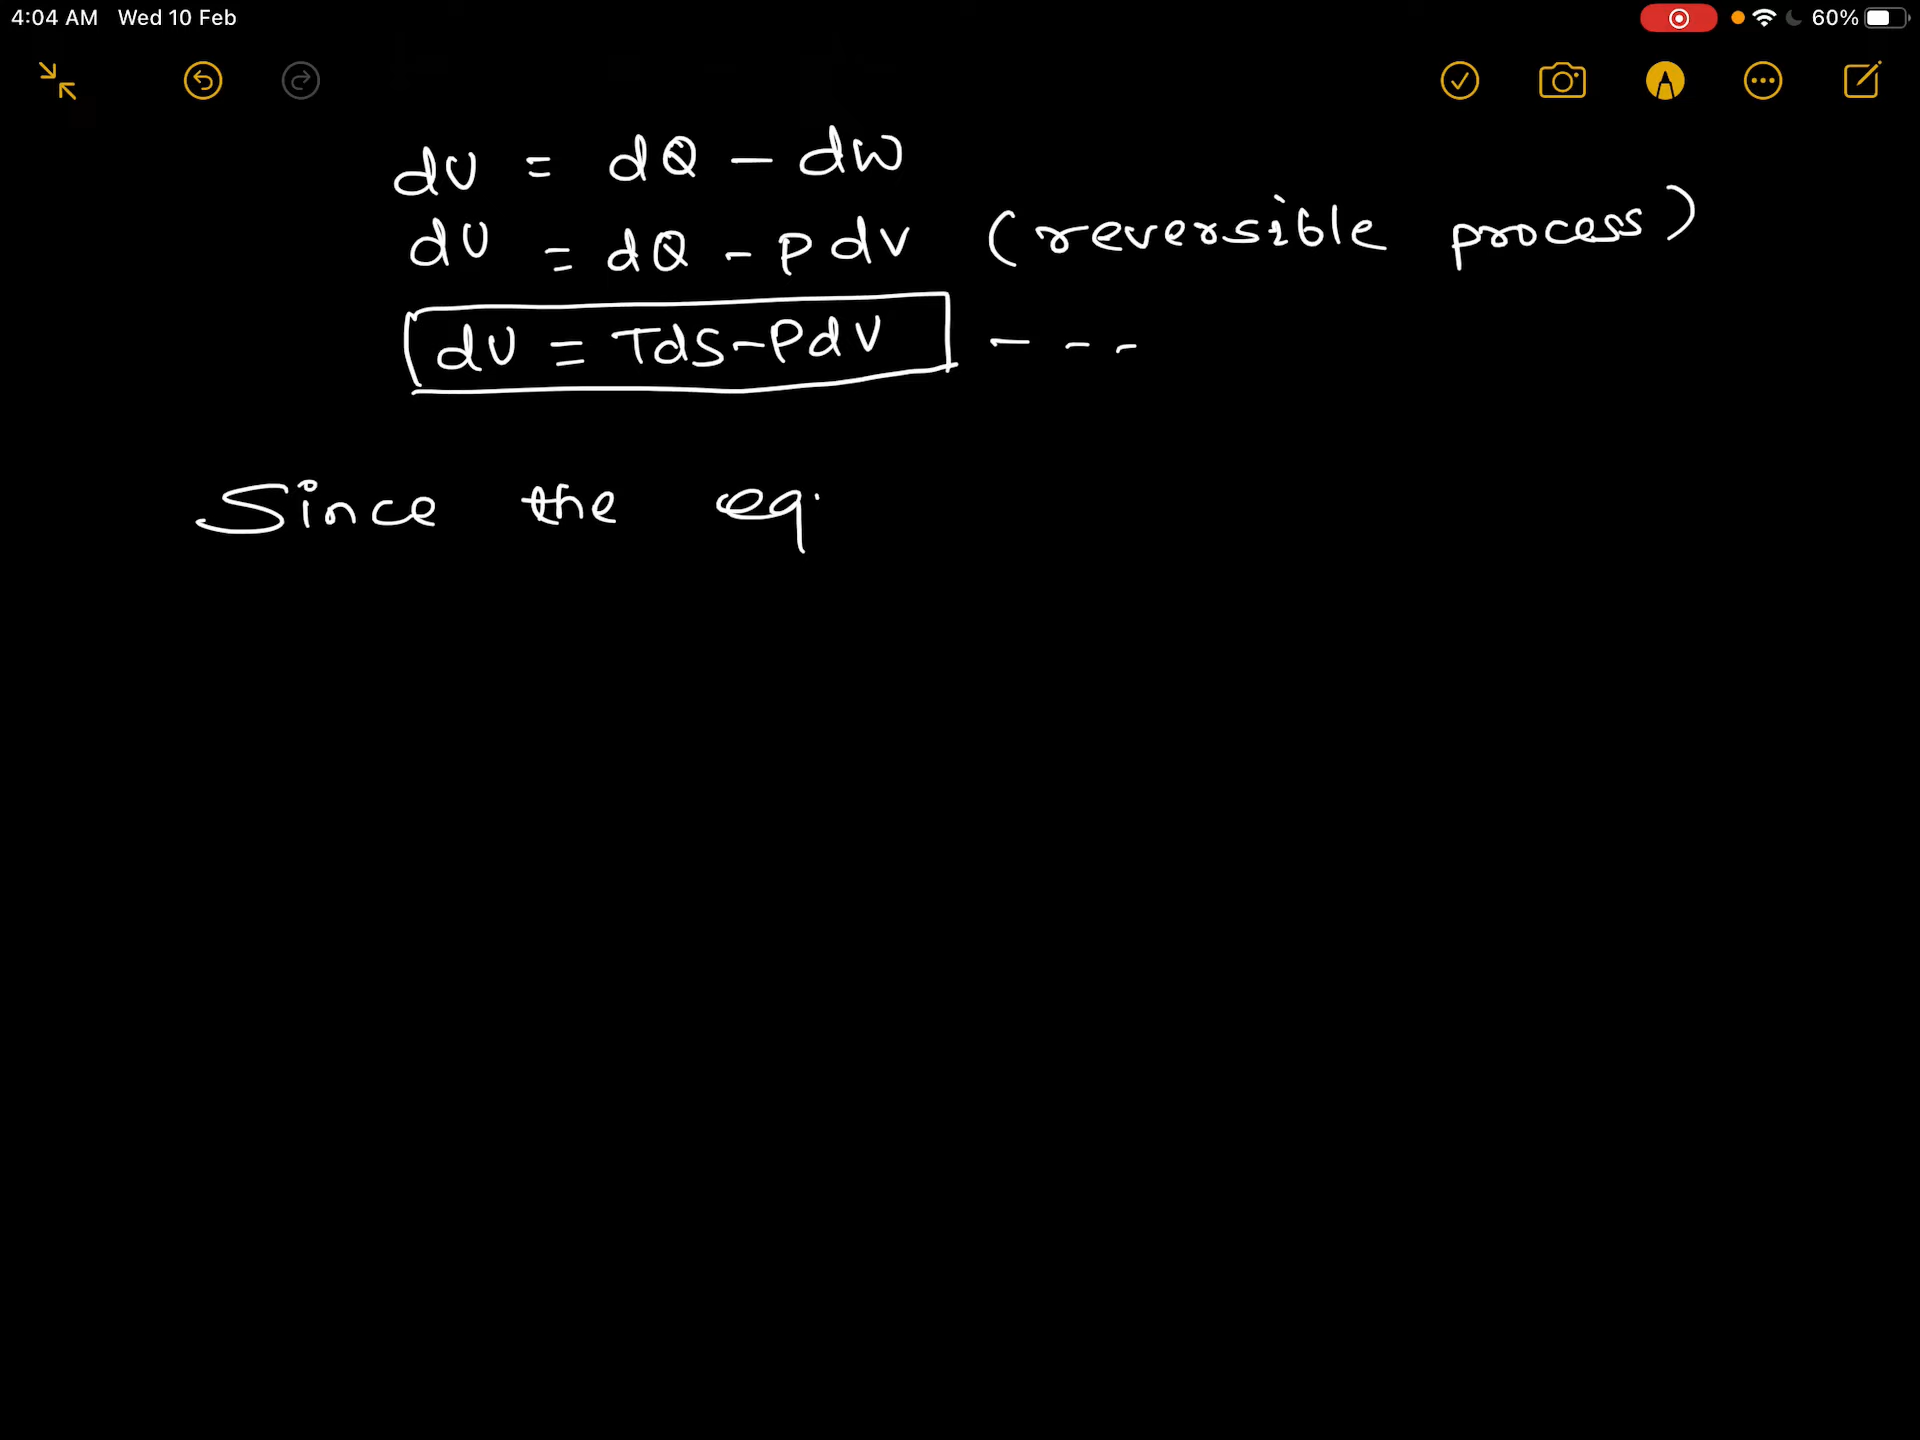 4:04 AM Wed 10 Feb 60%
dU = dQ - dW
dU = dQ - PdV (reversible process)
dU = TdS-PdV - - -
Since the eq.